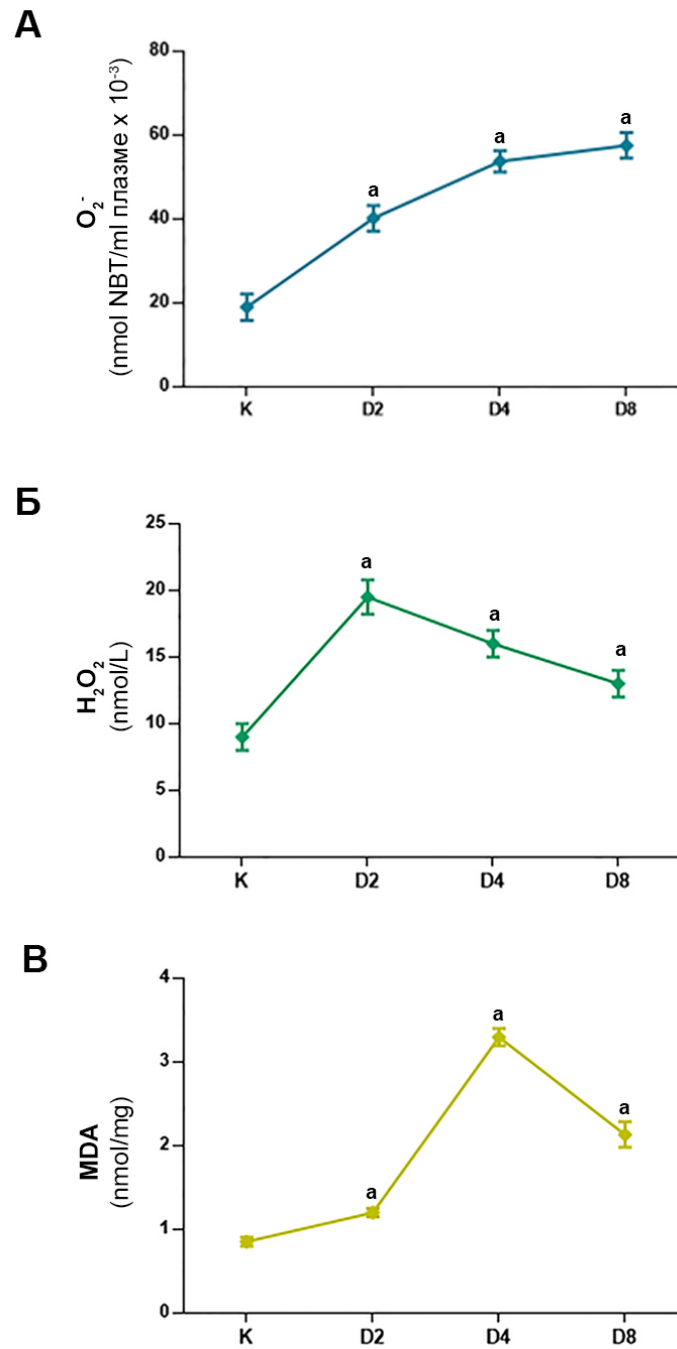 А
80
60
40
20
0
O₂⁻
(nmol NBT/ml плазме x 10⁻³)
a
a
a
K
D2
D4
D8
Б
25
20
15
10
5
0
H₂O₂
(nmol/L)
a
a
a
K
D2
D4
D8
В
4
3
2
1
0
MDA
(nmol/mg)
a
a
a
K
D2
D4
D8